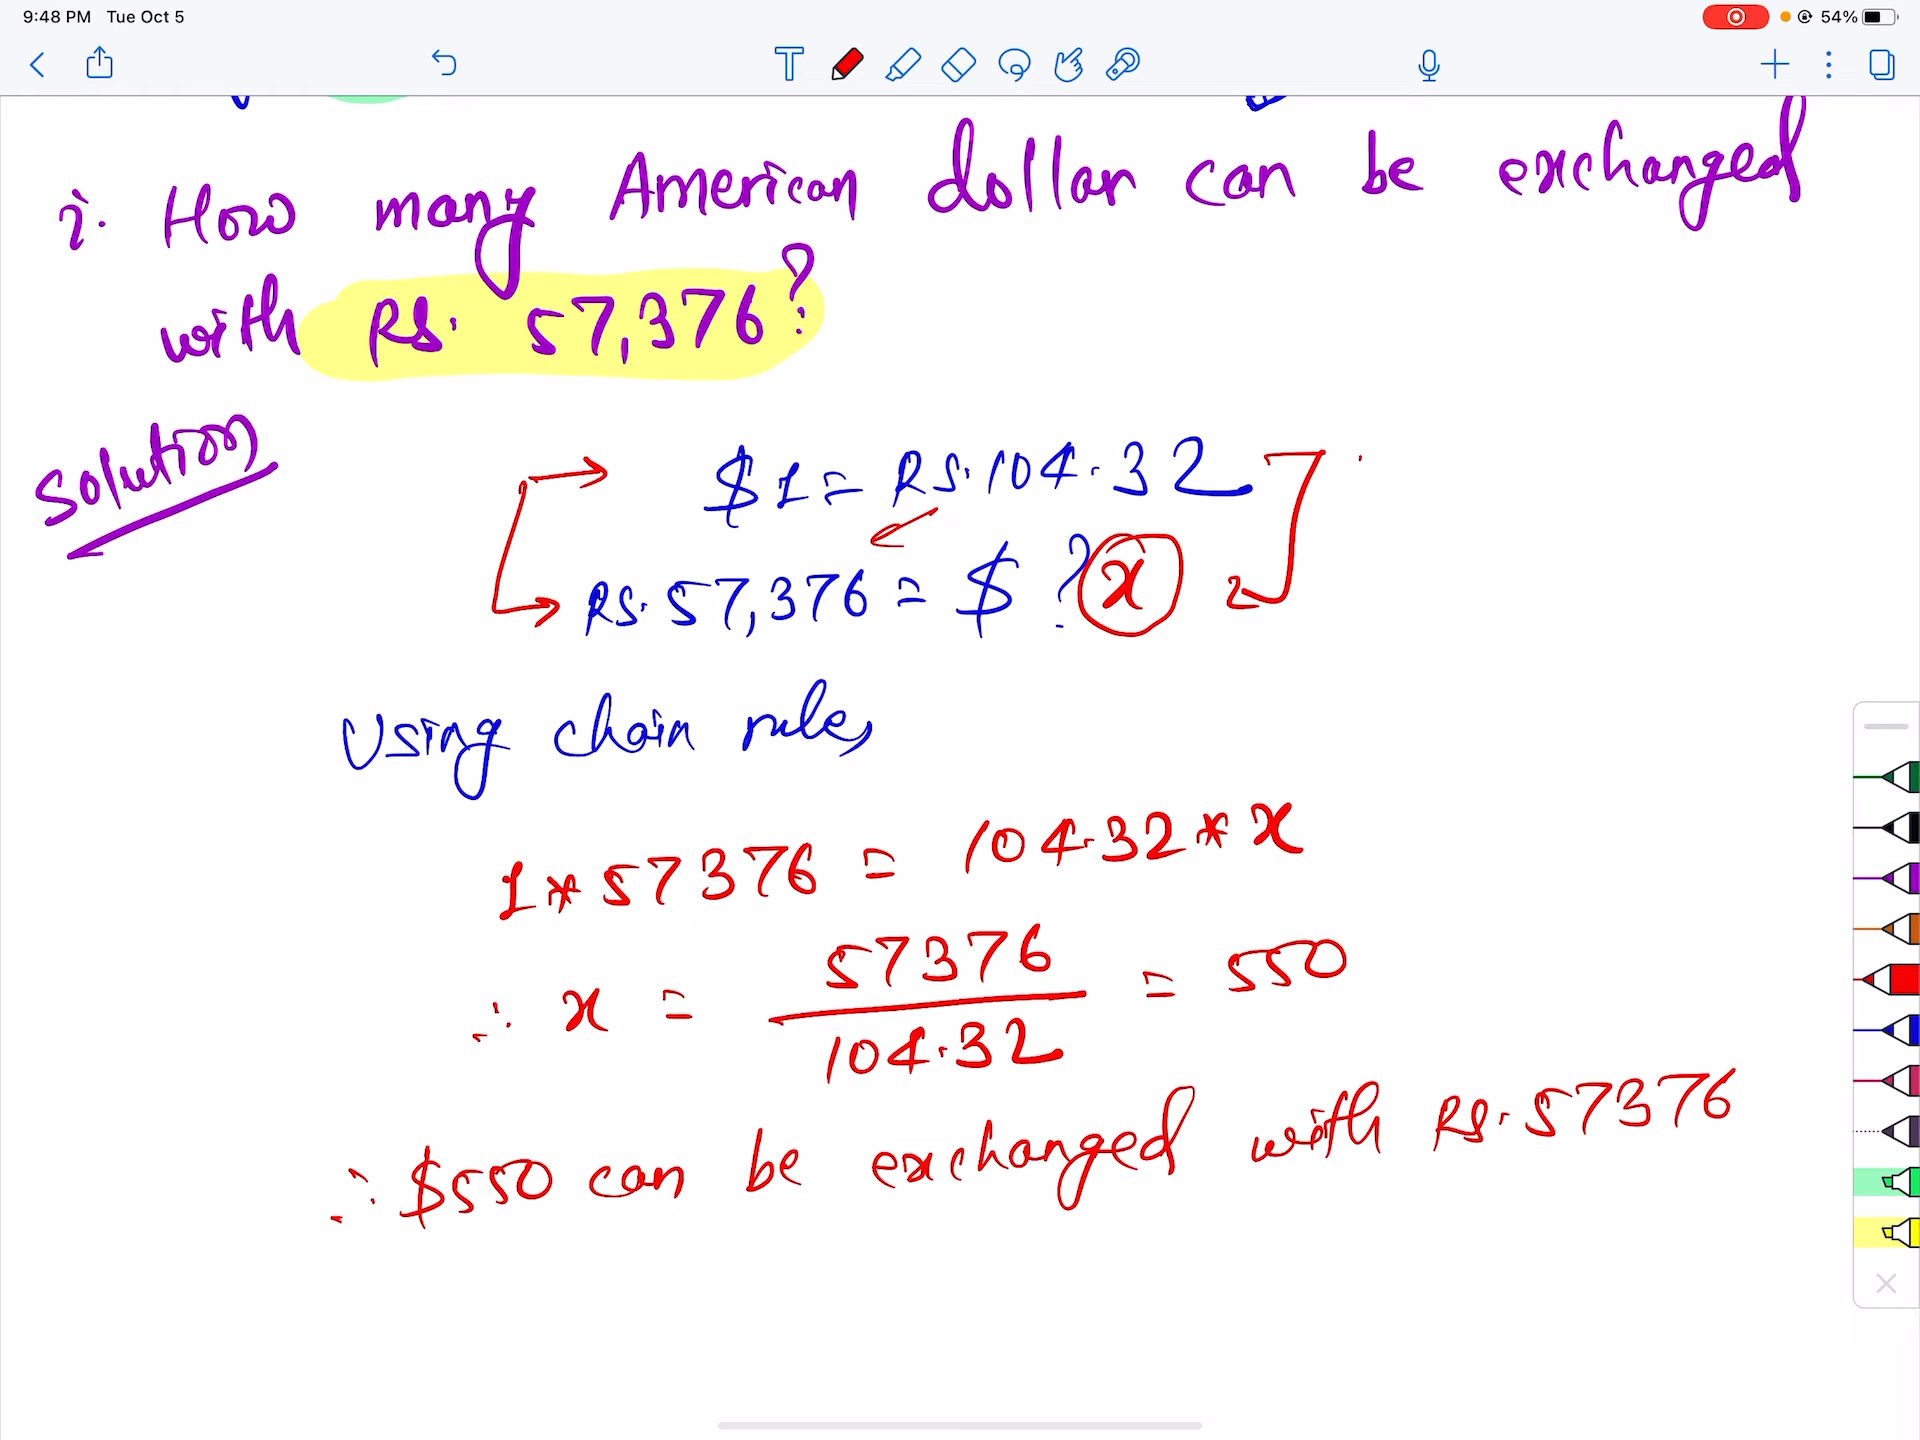 9:48 PM Tue Oct 5
54%
i. How many American dollar can be exchanged
with Rs. 57,376?
Solution
$1 = RS.104.32
RS.57,376 = $ ? x
Using chain rule,
1*57376 = 104.32*x
∴ x = 57376/104.32 = 550
∴ $550 can be exchanged with Rs.57376